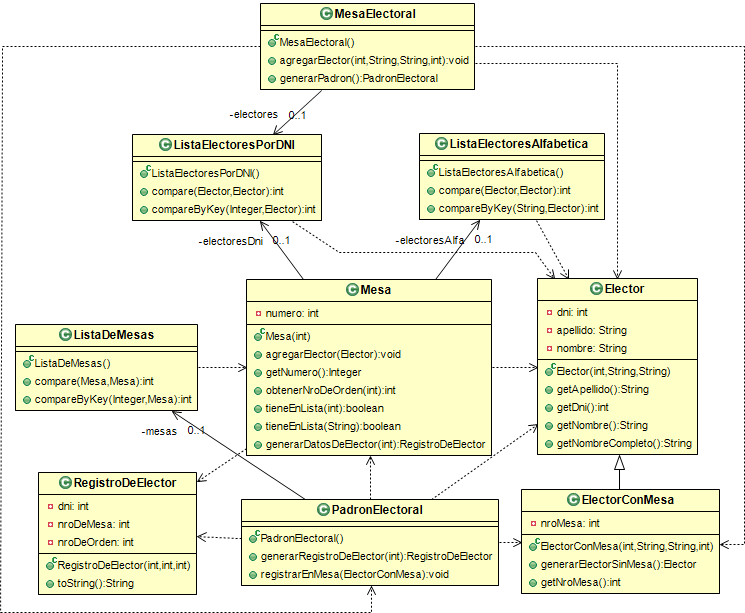 MesaElectoral
MesaElectoral()
agregarElector(int,String,String,int):void
generarPadron():PadronElectoral
-electores 0..1
ListaElectoresPorDNI
ListaElectoresPorDNI()
compare(Elector,Elector):int
compareByKey(Integer,Elector):int
ListaElectoresAlfabetica
ListaElectoresAlfabetica()
compare(Elector,Elector):int
compareByKey(String,Elector):int
-electoresDni 0..1
-electoresAlfa 0..1
Mesa
numero: int
Mesa(int)
agregarElector(Elector):void
getNumero():Integer
obtenerNroDeOrden(int):int
tieneEnLista(int):boolean
tieneEnLista(String):boolean
generarDatosDeElector(int):RegistroDeElector
Elector
dni: int
apellido: String
nombre: String
Elector(int,String,String)
getApellido():String
getDni():int
getNombre():String
getNombreCompleto():String
ListaDeMesas
ListaDeMesas()
compare(Mesa,Mesa):int
compareByKey(Integer,Mesa):int
-mesas 0..1
RegistroDeElector
dni: int
nroDeMesa: int
nroDeOrden: int
RegistroDeElector(int,int,int)
toString():String
PadronElectoral
PadronElectoral()
generarRegistroDeElector(int):RegistroDeElector
registrarEnMesa(ElectorConMesa):void
ElectorConMesa
nroMesa: int
ElectorConMesa(int,String,String,int)
generarElectorSinMesa():Elector
getNroMesa():int